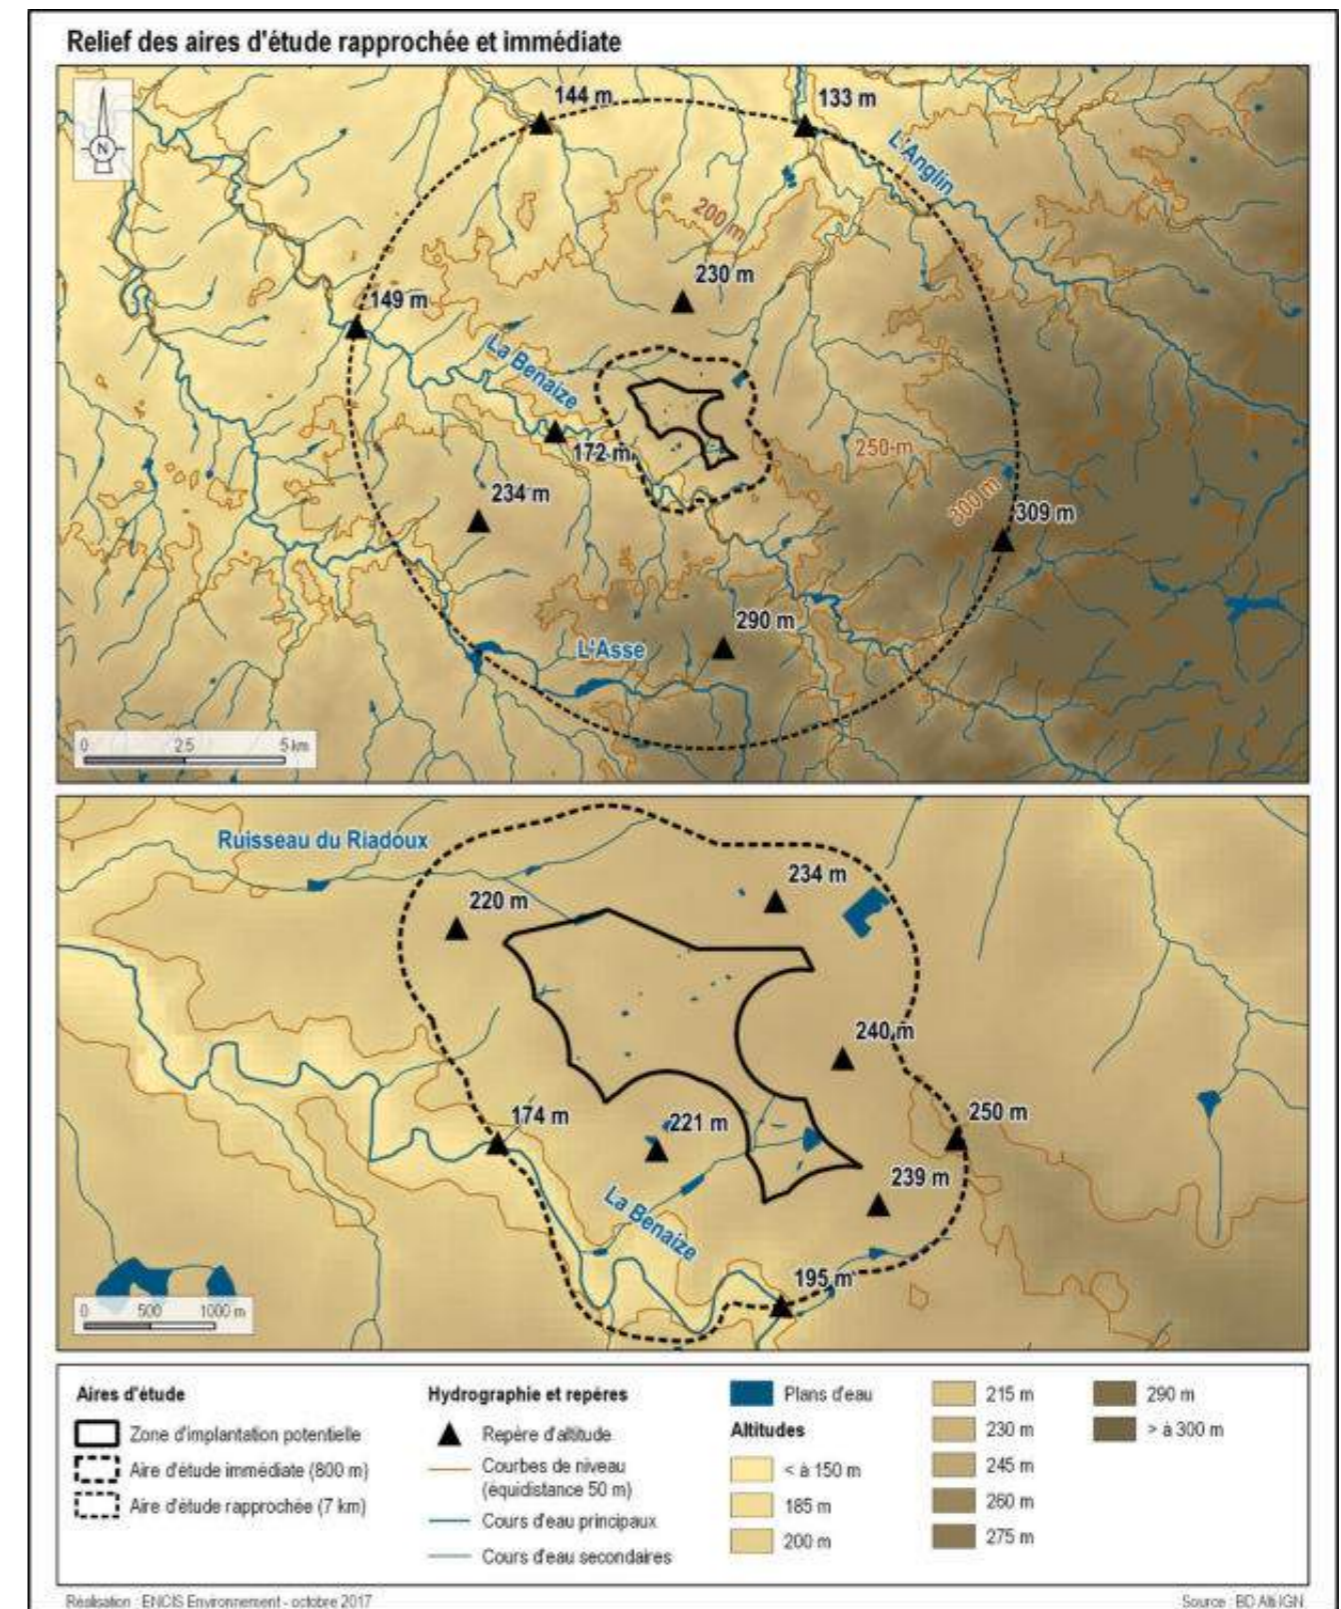 Relief des aires d'étude rapprochée et immédiate
N
144 m
133 m
L'Anglin
200 m
230 m
149 m
La Benaize
172 m
250 m
234 m
300 m
309 m
290 m
L'Asse
0 2.5 5 km
Ruisseau du Riadoux
234 m
220 m
240 m
174 m
221 m
250 m
239 m
La Benaize
195 m
0 500 1000 m
Aires d'étude
Zone d'implantation potentielle
Aire d'étude immédiate (800 m)
Aire d'étude rapprochée (7 km)
Hydrographie et repères
Repère d'altitude
Courbes de niveau
(équidistance 50 m)
Cours d'eau principaux
Cours d'eau secondaires
Plans d'eau
Altitudes
< à 150 m
185 m
200 m
215 m
230 m
245 m
260 m
275 m
290 m
> à 300 m
Réalisation : ENCIS Environnement - octobre 2017
Source : BD Alti IGN